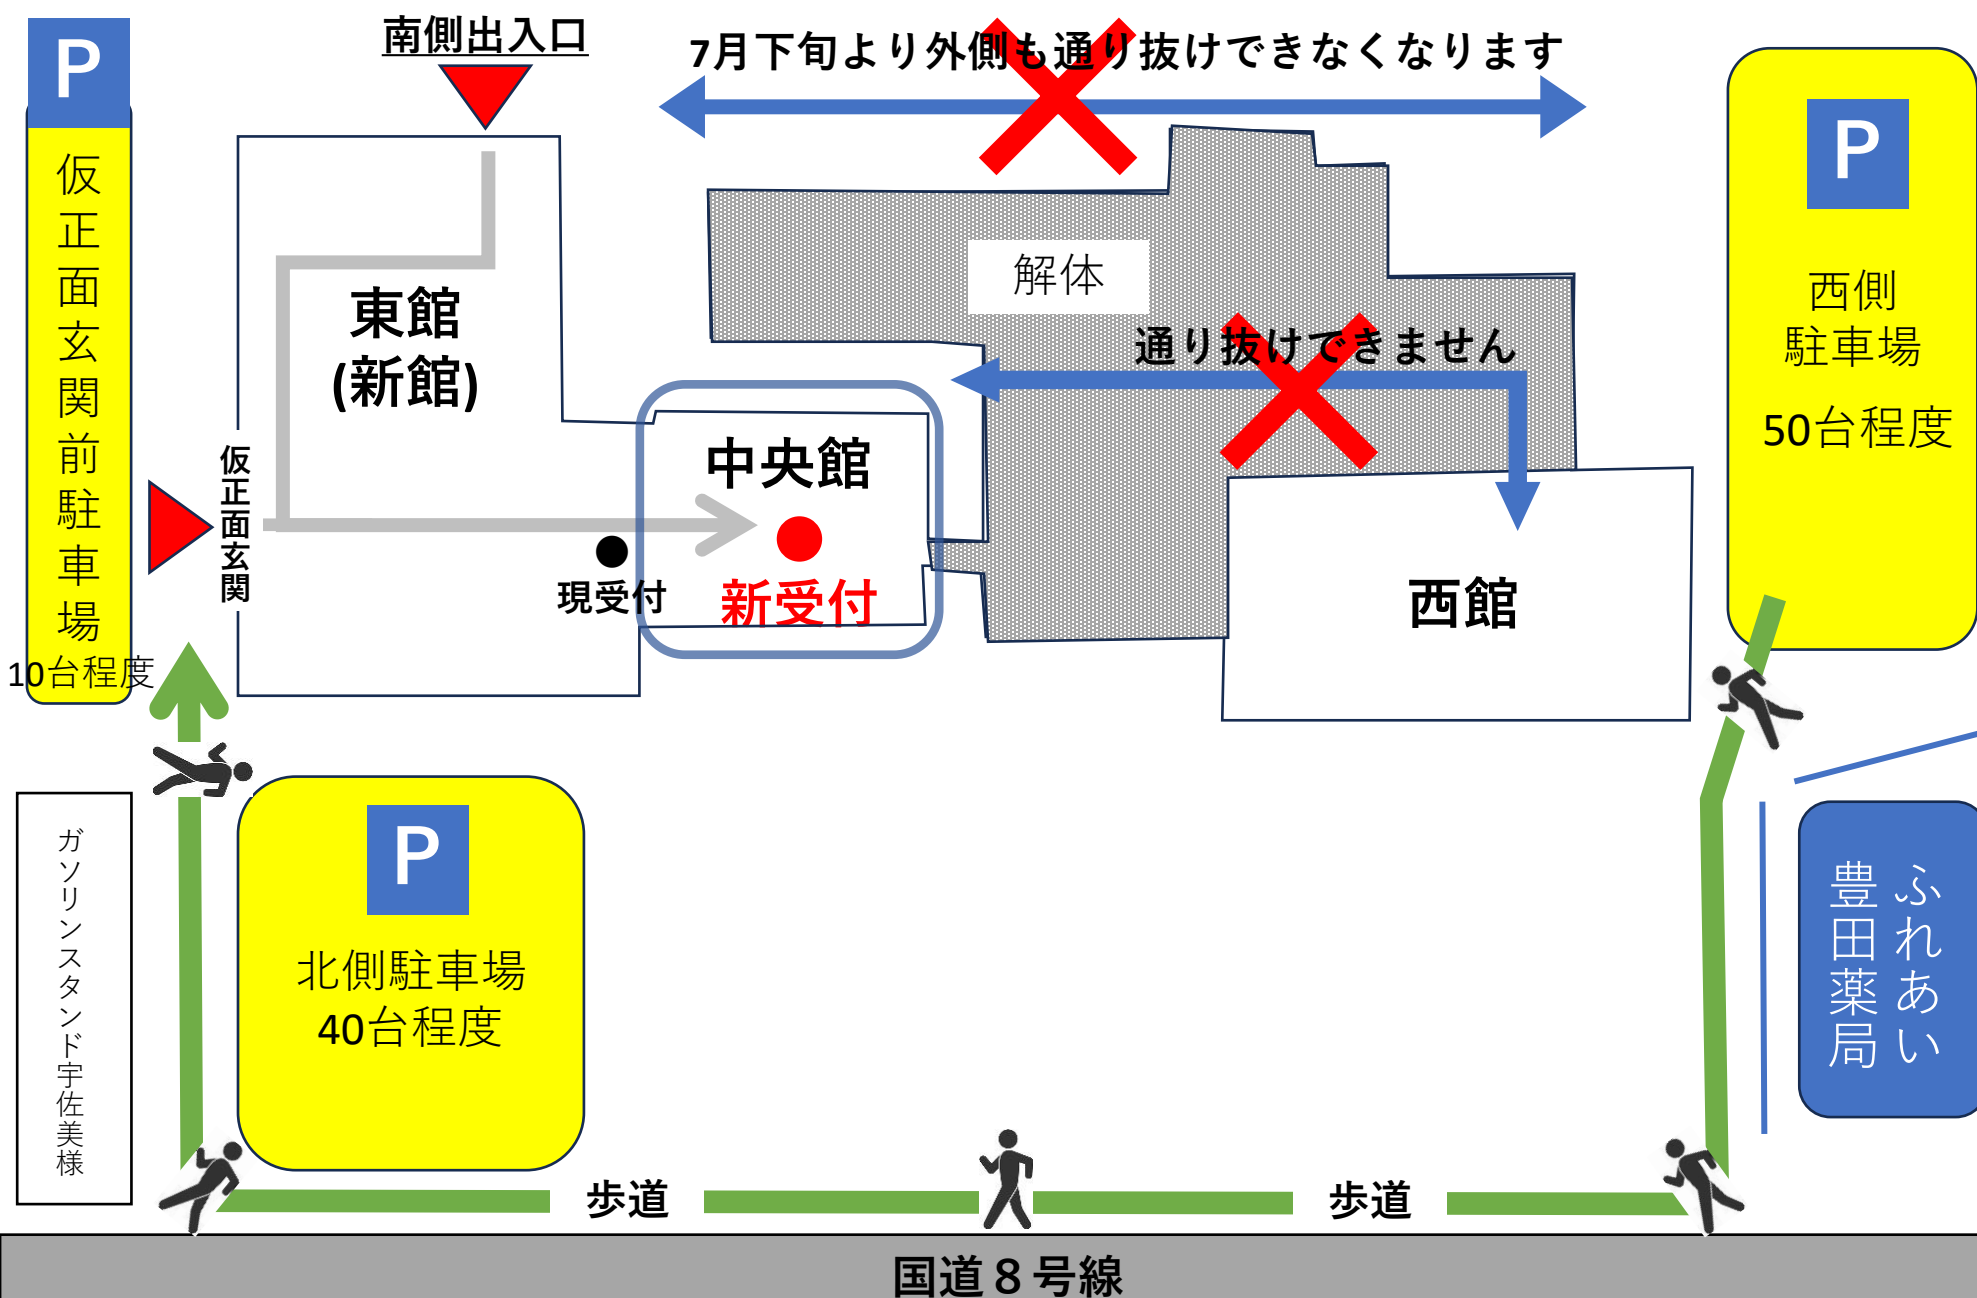 P
仮正面玄関前駐車場
10台程度
南側出入口
7月下旬より外側も通り抜けできなくなります
P
西側
駐車場
50台程度
解体
通り抜けできません
東館
(新館)
中央館
仮正面玄関
現受付
新受付
西館
ガソリンスタンド宇佐美様
P
北側駐車場
40台程度
ふれあい
豊田薬局
歩道
歩道
国道８号線